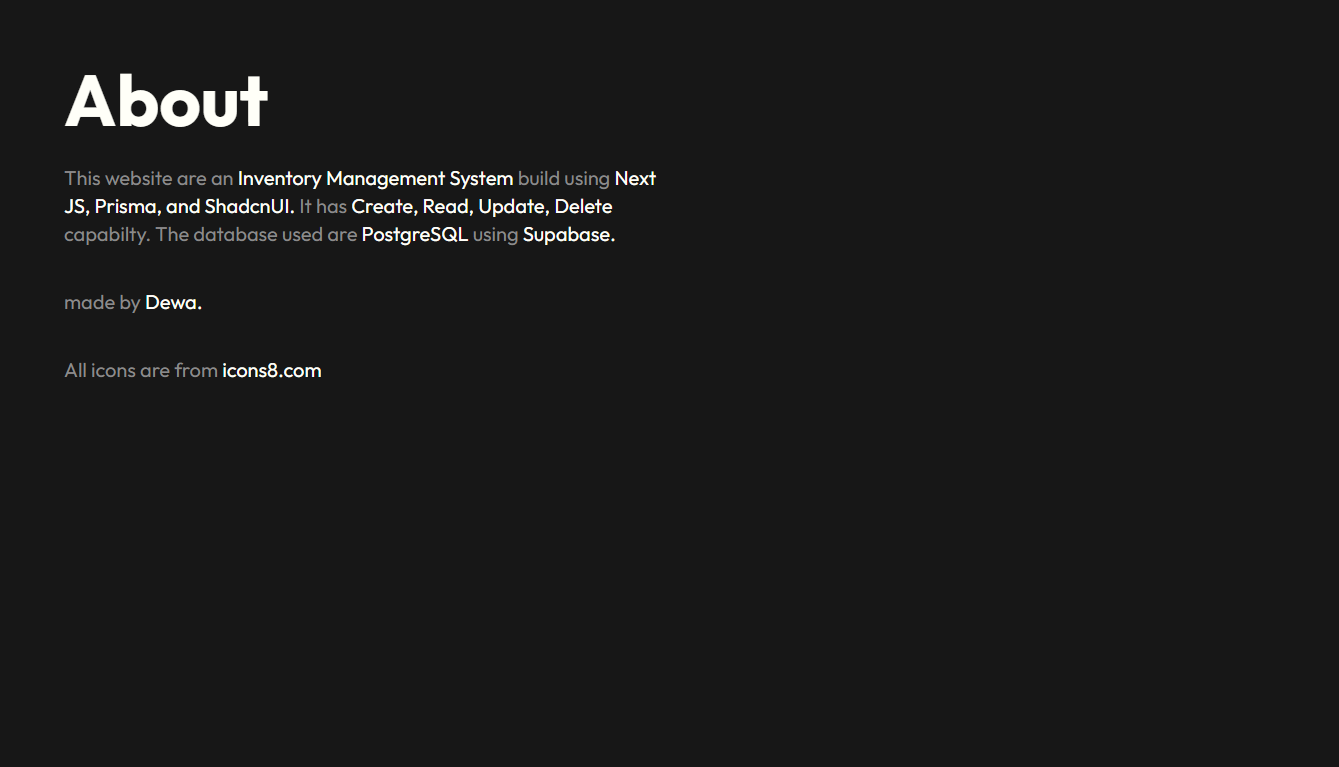 About
This website are an Inventory Management System build using Next
JS, Prisma, and ShadcnUI. It has Create, Read, Update, Delete
capabilty. The database used are PostgreSQL using Supabase.
made by Dewa.
All icons are from icons8.com